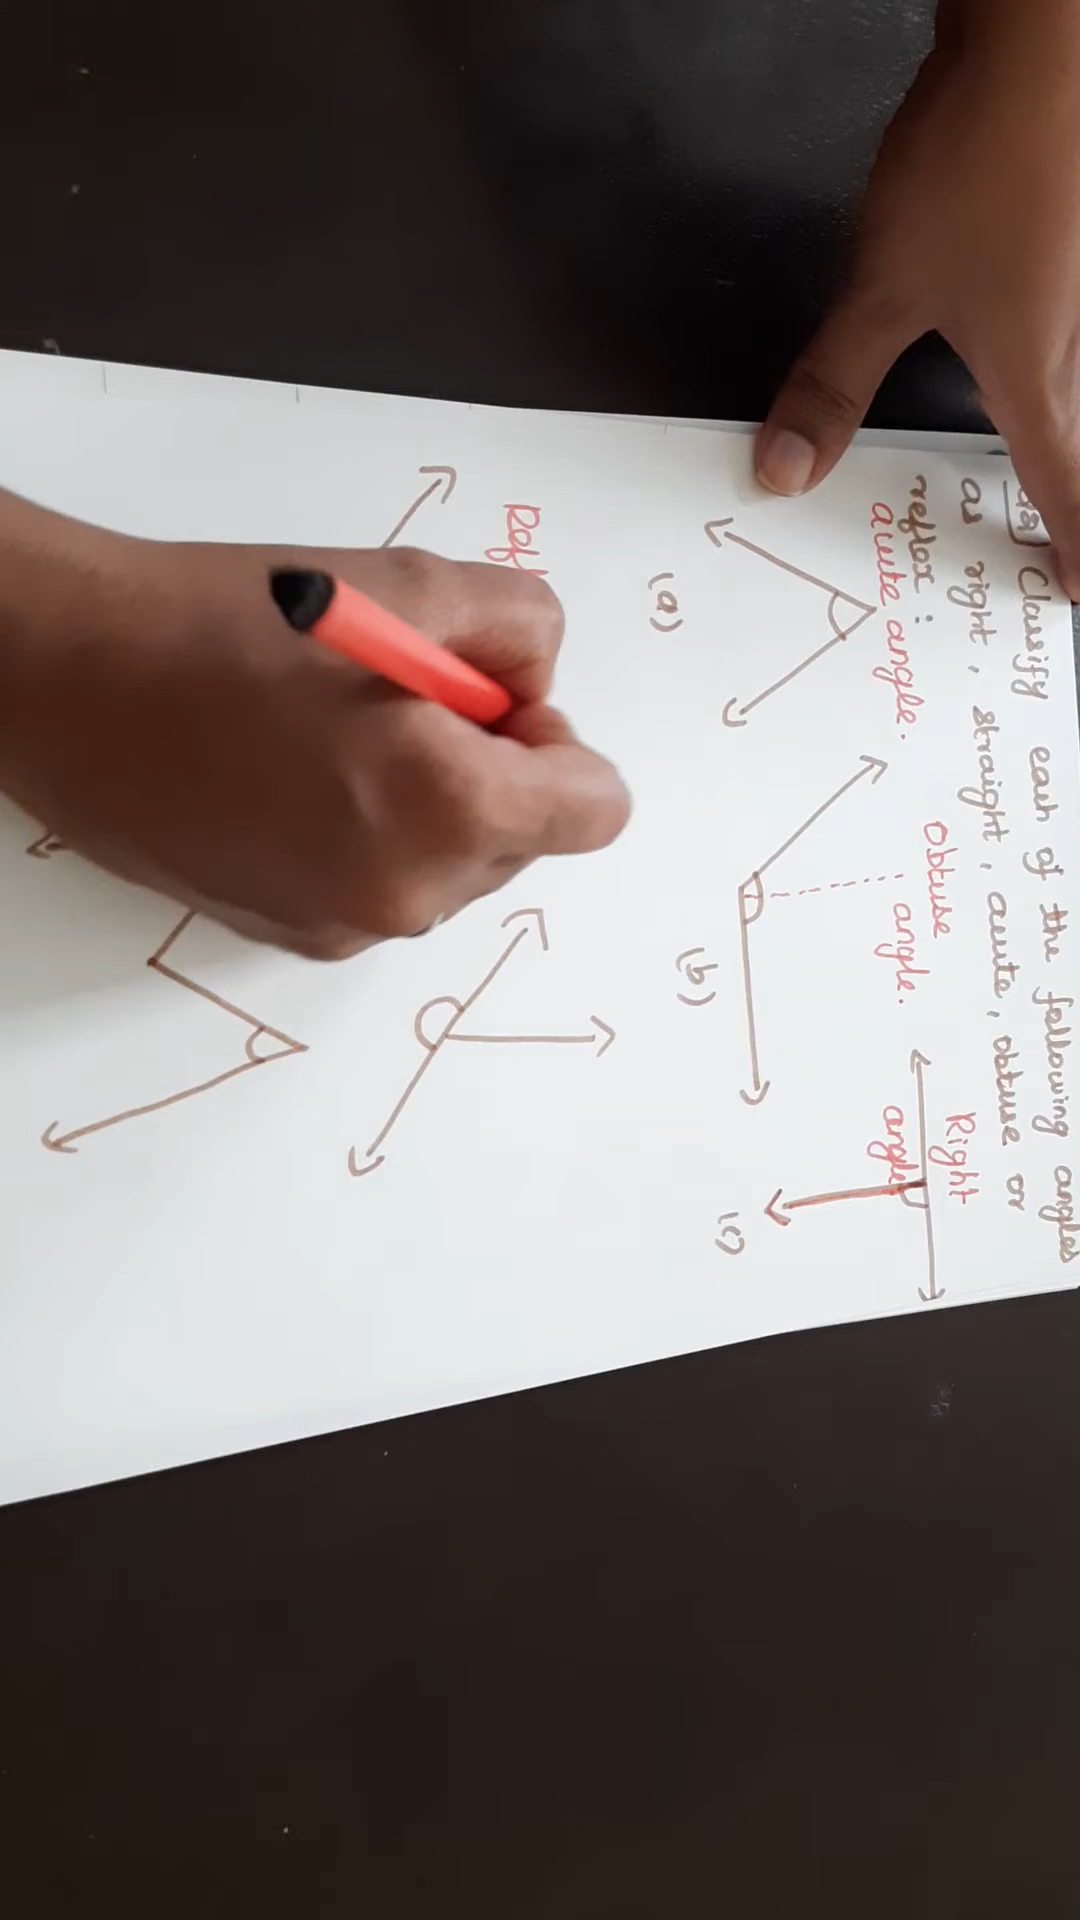 Classify each of the following angles
as right, straight, acute, obtuse or
reflex :
acute angle.
Obtuse
angle.
Right
angle
(a)
(b)
(c)
Refl